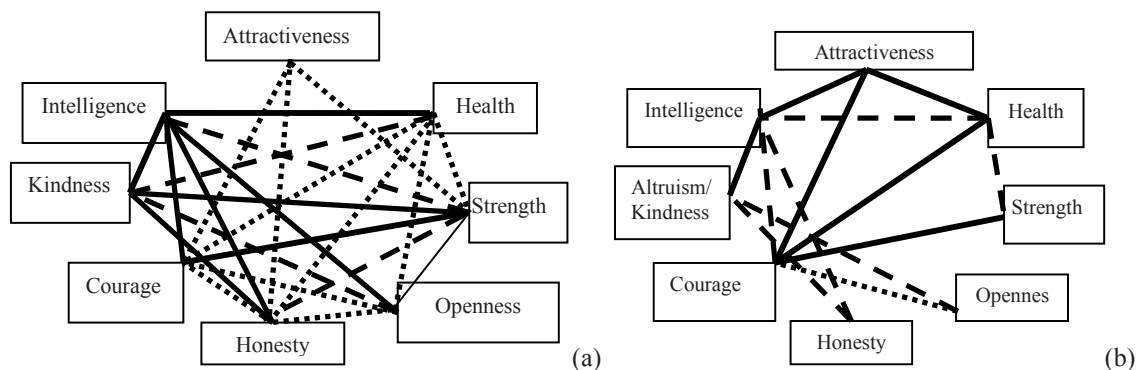 Attractiveness
Intelligence
Health
Kindness
Strength
Courage
Openness
Honesty
(a)
Attractiveness
Intelligence
Health
Altruism/
Kindness
Strength
Courage
Opennes
Honesty
(b)